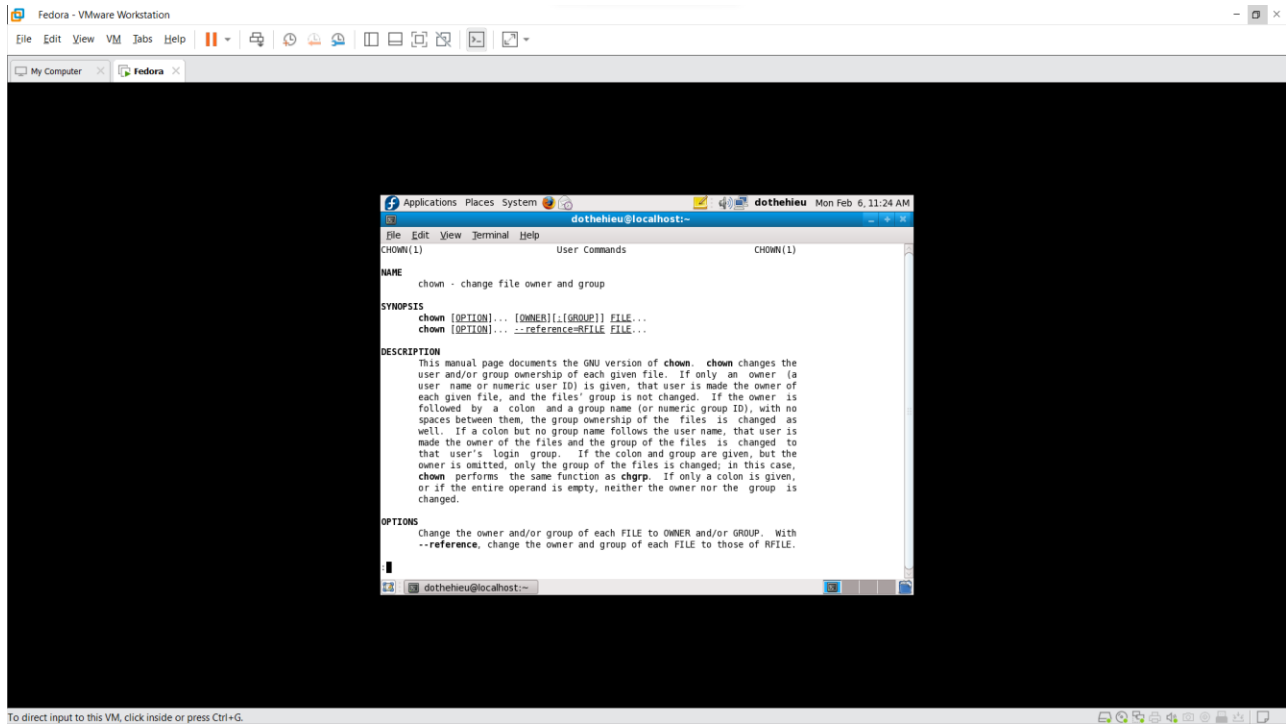 Fedora - VMware Workstation
File Edit View VM Tabs Help
My Computer Fedora
Applications Places System dothehieu Mon Feb 6, 11:24 AM
dothehieu@localhost:~
File Edit View Terminal Help
CHOWN(1) User Commands CHOWN(1)
NAME
chown - change file owner and group
SYNOPSIS
chown [OPTION]... [OWNER][:[GROUP]] FILE...
chown [OPTION]... --reference=RFILE FILE...
DESCRIPTION
This manual page documents the GNU version of chown. chown changes the
user and/or group ownership of each given file. If only an owner (a
user name or numeric user ID) is given, that user is made the owner of
each given file, and the files' group is not changed. If the owner is
followed by a colon and a group name (or numeric group ID), with no
spaces between them, the group ownership of the files is changed as
well. If a colon but no group name follows the user name, that user is
made the owner of the files and the group of the files is changed to
that user's login group. If the colon and group are given, but the
owner is omitted, only the group of the files is changed; in this case,
chown performs the same function as chgrp. If only a colon is given,
or if the entire operand is empty, neither the owner nor the group is
changed.
OPTIONS
Change the owner and/or group of each FILE to OWNER and/or GROUP. With
--reference, change the owner and group of each FILE to those of RFILE.
:
dothehieu@localhost:~
To direct input to this VM, click inside or press Ctrl+G.